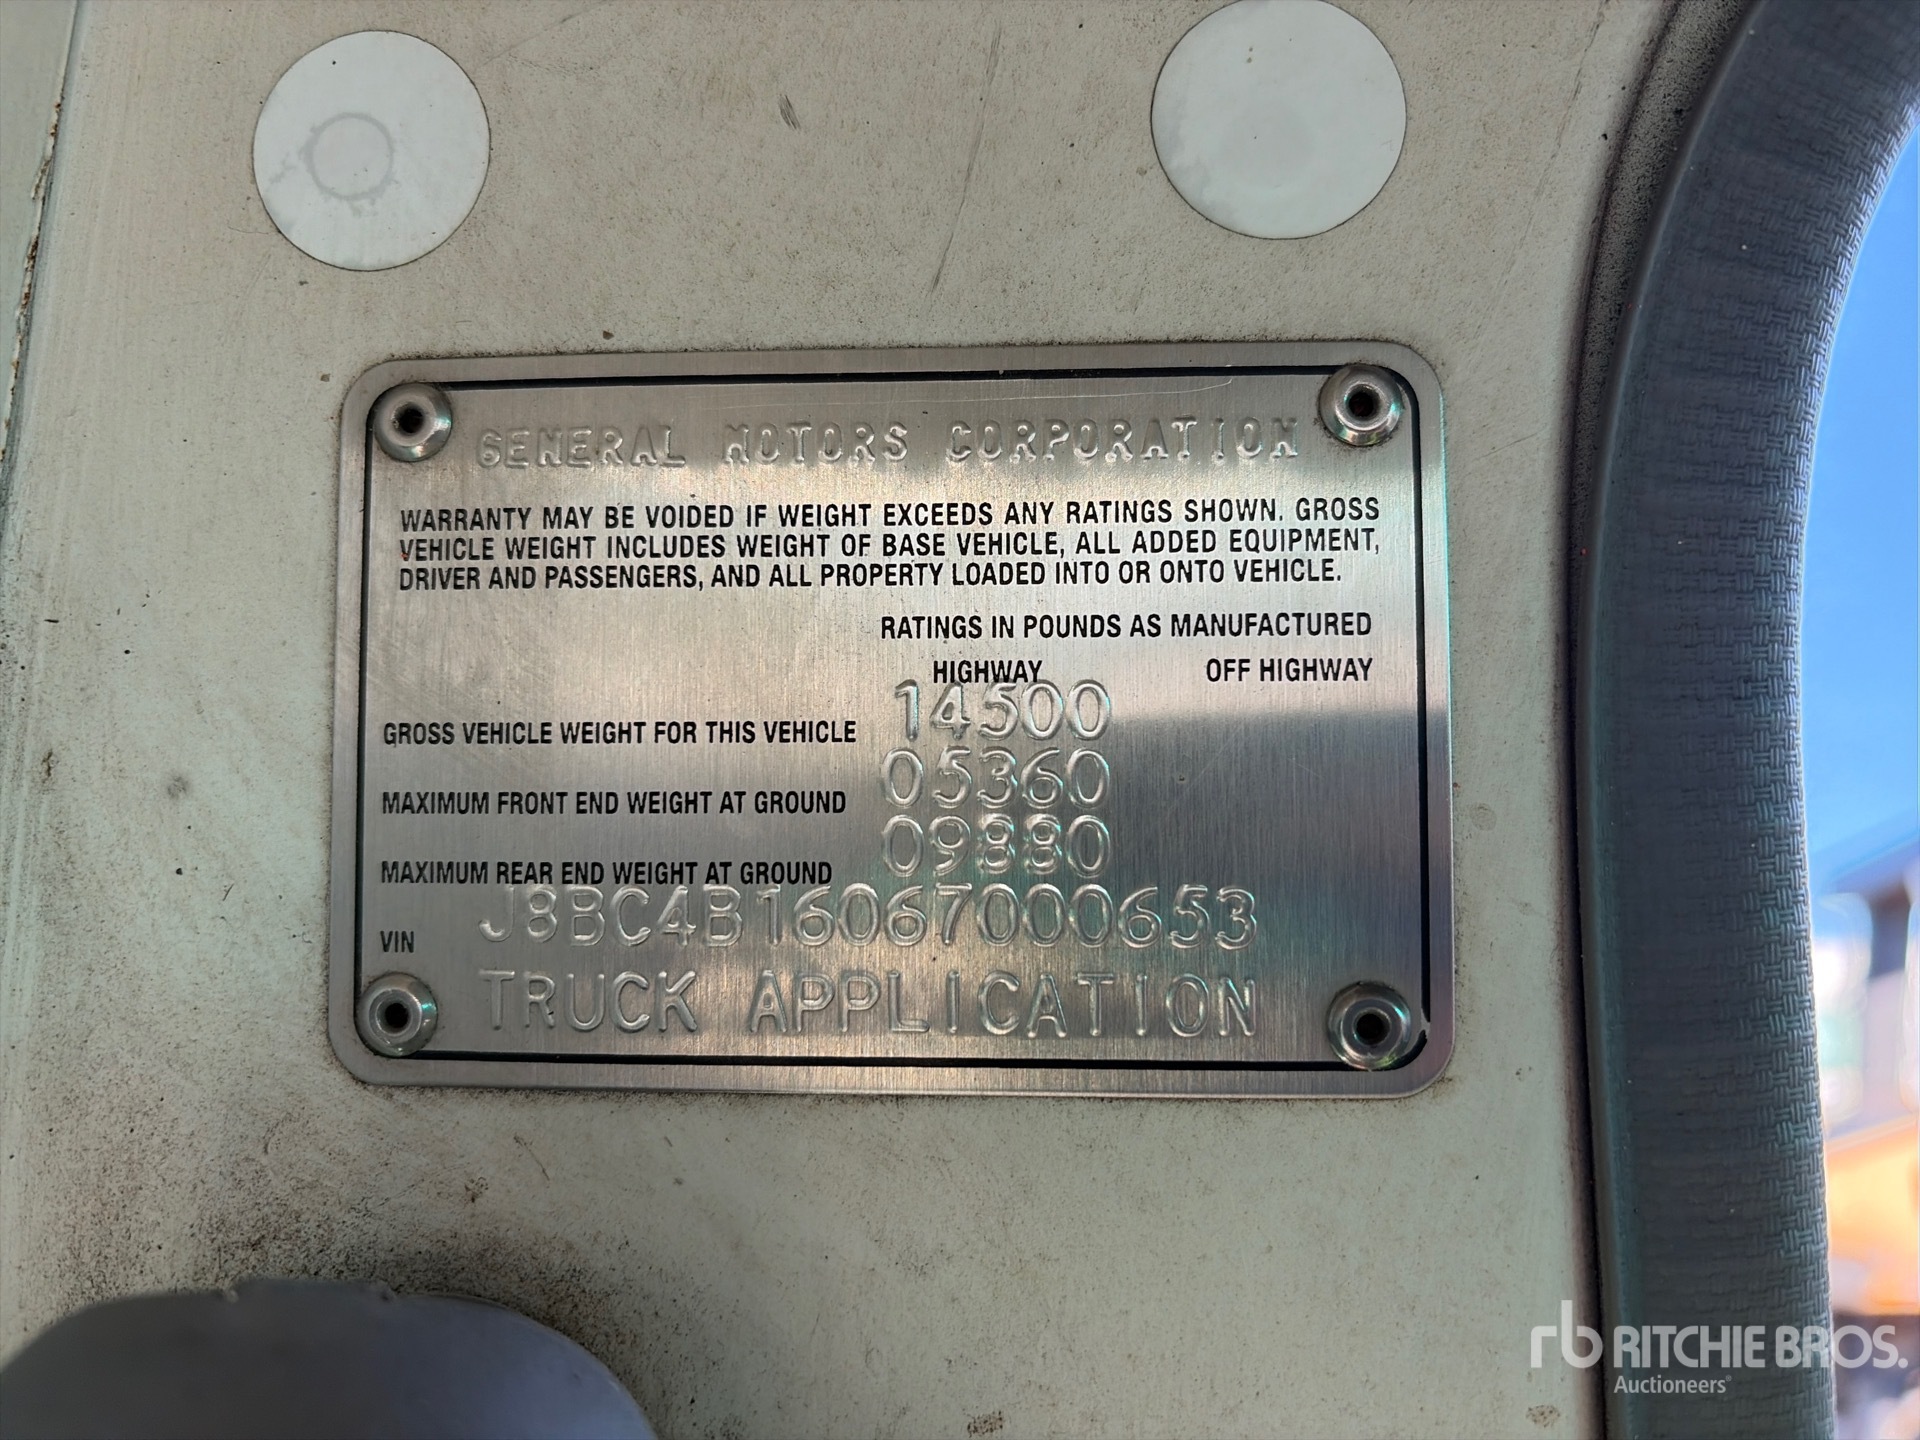 GENERAL MOTORS CORPORATION
WARRANTY MAY BE VOIDED IF WEIGHT EXCEEDS ANY RATINGS SHOWN. GROSS
VEHICLE WEIGHT INCLUDES WEIGHT OF BASE VEHICLE, ALL ADDED EQUIPMENT,
DRIVER AND PASSENGERS, AND ALL PROPERTY LOADED INTO OR ONTO VEHICLE.
RATINGS IN POUNDS AS MANUFACTURED
HIGHWAY OFF HIGHWAY
GROSS VEHICLE WEIGHT FOR THIS VEHICLE 14500
MAXIMUM FRONT END WEIGHT AT GROUND 05360
MAXIMUM REAR END WEIGHT AT GROUND 09880
VIN J8BC4B16067000653
TRUCK APPLICATION
rb RITCHIE BROS.
Auctioneers